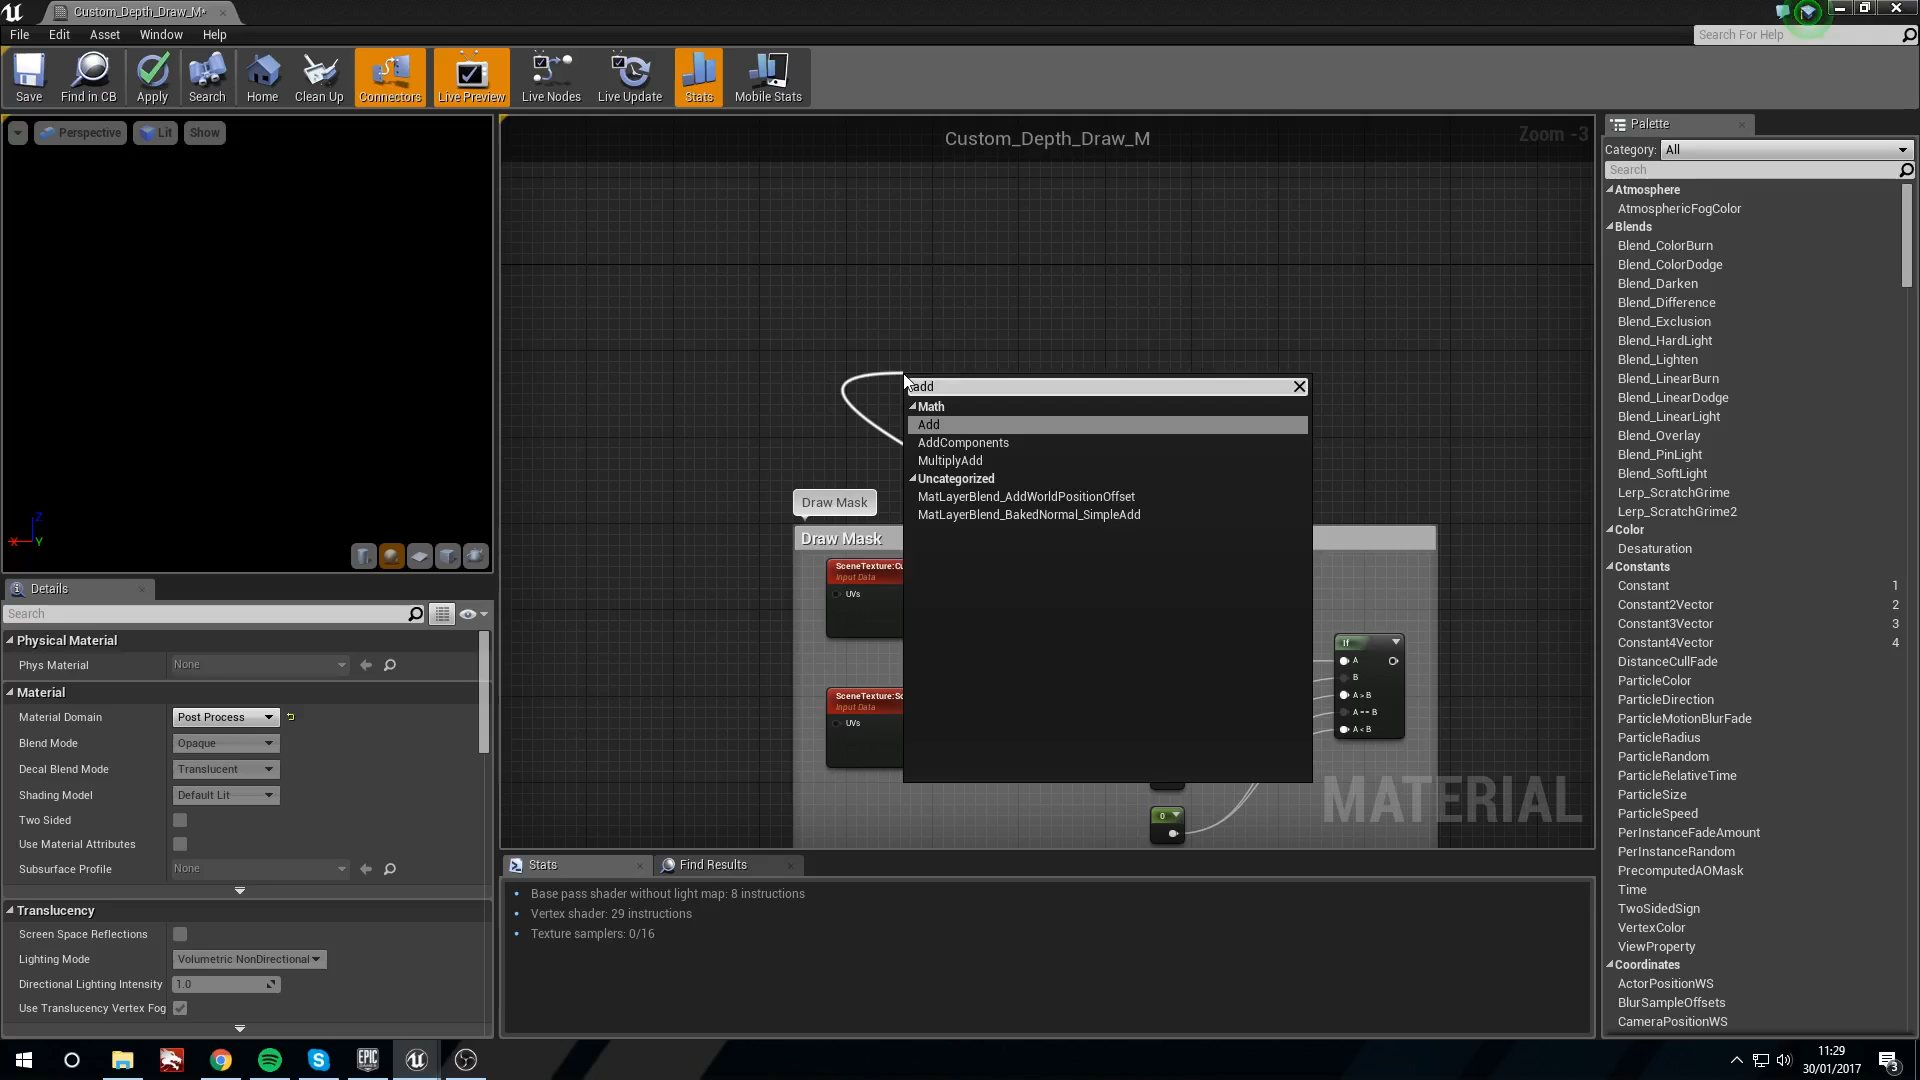 Custom_Depth_Draw_M*
File Edit Asset Window Help
Search For Help
Save Find in CB Apply Search Home Clean Up Connectors Live Preview Live Nodes Live Update Stats Mobile Stats
Perspective Lit Show
Custom_Depth_Draw_M
Zoom -3
Palette
Category: All
Search
Atmosphere
AtmosphericFogColor
Blends
Blend_ColorBurn
Blend_ColorDodge
Blend_Darken
Blend_Difference
Blend_Exclusion
Blend_HardLight
Blend_Lighten
Blend_LinearBurn
Blend_LinearDodge
Blend_LinearLight
Blend_Overlay
Blend_PinLight
Blend_SoftLight
Lerp_ScratchGrime
Lerp_ScratchGrime2
Color
Desaturation
Constants
Constant 1
Constant2Vector 2
Constant3Vector 3
Constant4Vector 4
DistanceCullFade
ParticleColor
ParticleDirection
ParticleMotionBlurFade
ParticleRadius
ParticleRandom
ParticleRelativeTime
ParticleSize
ParticleSpeed
PerInstanceFadeAmount
PerInstanceRandom
PrecomputedAOMask
Time
TwoSidedSign
VertexColor
ViewProperty
Coordinates
ActorPositionWS
BlurSampleOffsets
CameraPositionWS
add
Math
Add
AddComponents
MultiplyAdd
Uncategorized
MatLayerBlend_AddWorldPositionOffset
MatLayerBlend_BakedNormal_SimpleAdd
Draw Mask
Draw Mask
SceneTexture:Cu
Input Data
UVs
SceneTexture:Sc
Input Data
UVs
If
A
B
A > B
A == B
A < B
0
MATERIAL
Z
X Y
Details
Search
Physical Material
Phys Material None
Material
Material Domain Post Process
Blend Mode Opaque
Decal Blend Mode Translucent
Shading Model Default Lit
Two Sided
Use Material Attributes
Subsurface Profile None
Translucency
Screen Space Reflections
Lighting Mode Volumetric NonDirectional
Directional Lighting Intensity 1.0
Use Translucency Vertex Fog
Stats Find Results
Base pass shader without light map: 8 instructions
Vertex shader: 29 instructions
Texture samplers: 0/16
EPIC
11:29
30/01/2017
3